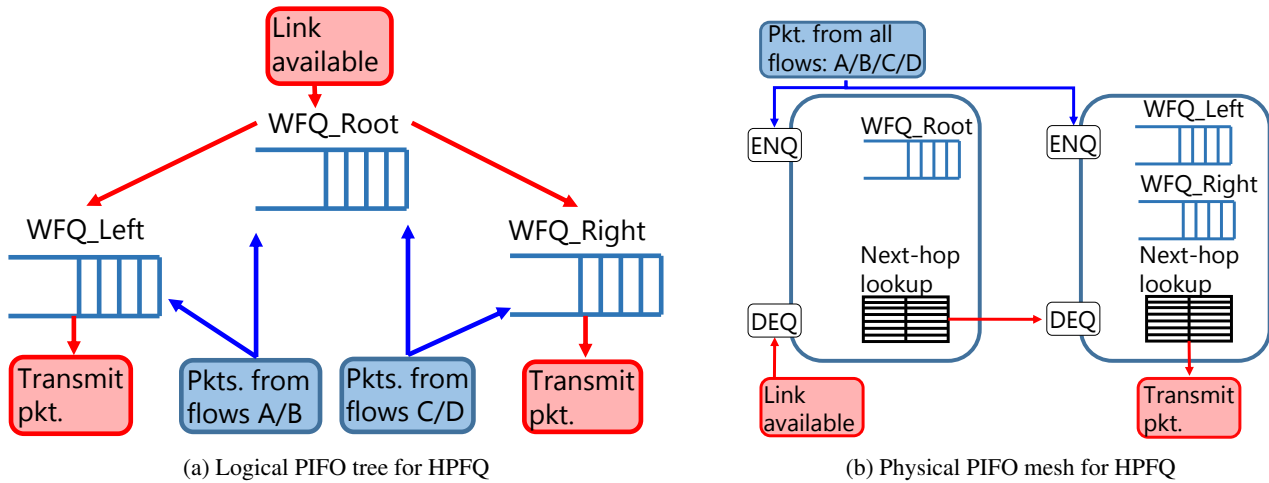 Link
available
WFQ_Root
WFQ_Left
WFQ_Right
Transmit
pkt.
Pkts. from
flows A/B
Pkts. from
flows C/D
Transmit
pkt.
(a) Logical PIFO tree for HPFQ
Pkt. from all
flows: A/B/C/D
ENQ
WFQ_Root
Next-hop
lookup
DEQ
Link
available
ENQ
WFQ_Left
WFQ_Right
Next-hop
lookup
DEQ
Transmit
pkt.
(b) Physical PIFO mesh for HPFQ